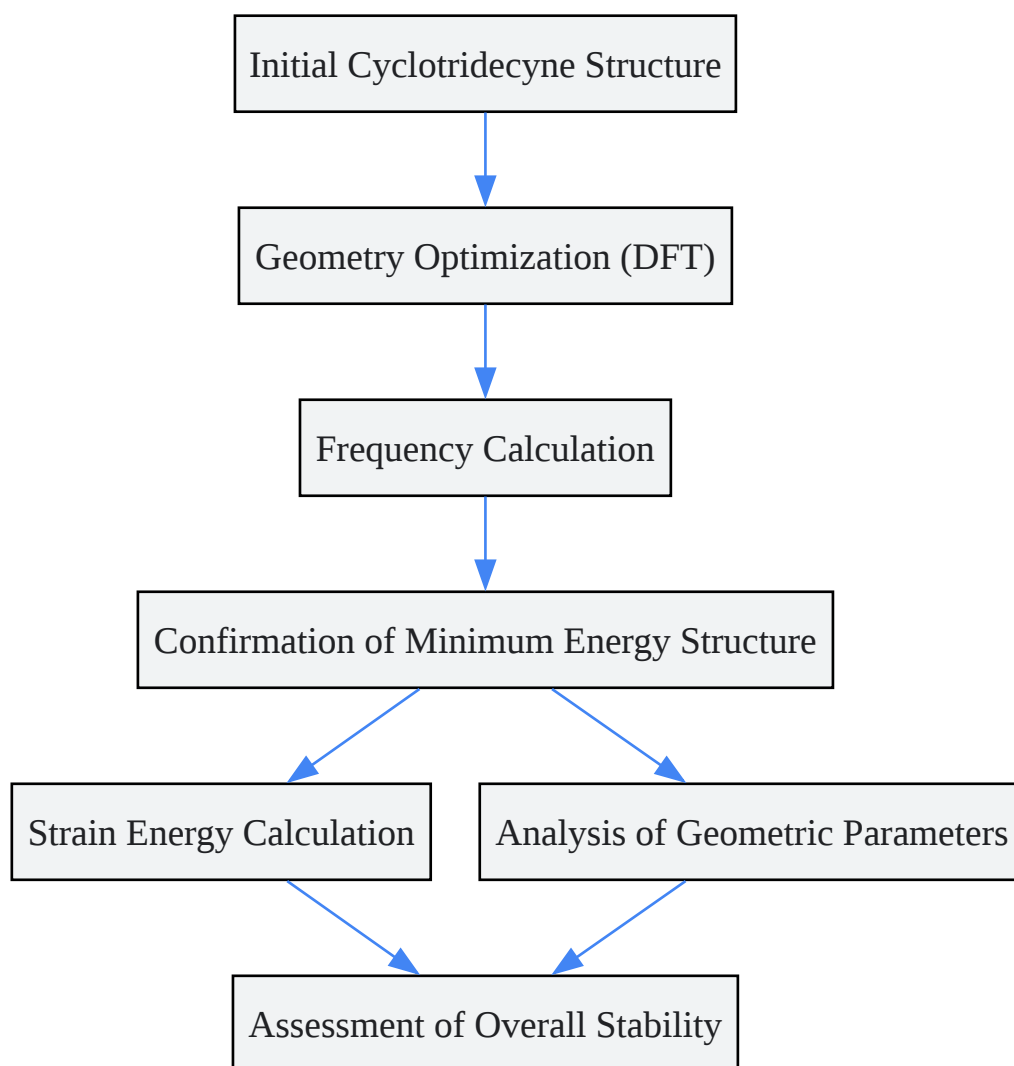 Initial Cyclotridecyne Structure
Geometry Optimization (DFT)
Frequency Calculation
Confirmation of Minimum Energy Structure
Strain Energy Calculation
Analysis of Geometric Parameters
Assessment of Overall Stability